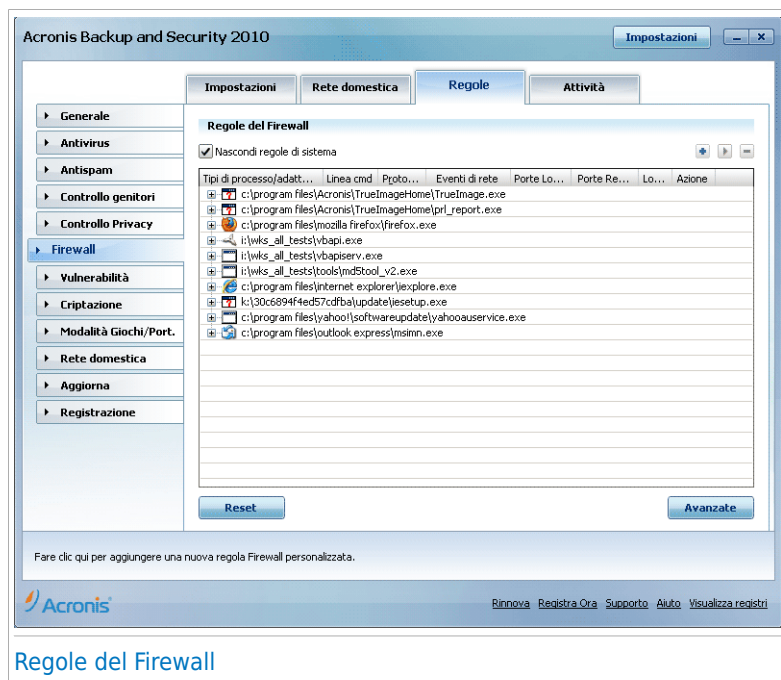 Acronis Backup and Security 2010
Impostazioni
Impostazioni
Rete domestica
Regole
Attività
Generale
Antivirus
Antispam
Controllo genitori
Controllo Privacy
Firewall
Vulnerabilità
Criptazione
Modalità Giochi/Port.
Rete domestica
Aggiorna
Registrazione
Regole del Firewall
Nascondi regole di sistema
Tipi di processo/adatt... Linea cmd Proto... Eventi di rete Porte Lo... Porte Re... Lo... Azione
c:\program files\Acronis\TrueImageHome\TrueImage.exe
c:\program files\Acronis\TrueImageHome\prl_report.exe
c:\program files\mozilla firefox\firefox.exe
i:\wks_all_tests\vbapi.exe
i:\wks_all_tests\vbapiserv.exe
i:\wks_all_tests\tools\md5tool_v2.exe
c:\program files\internet explorer\iexplore.exe
k:\30c6894f4ed57cdfba\update\iesetup.exe
c:\program files\yahoo!\softwareupdate\yahooauservice.exe
c:\program files\outlook express\msimn.exe
Reset
Avanzate
Fare clic qui per aggiungere una nuova regola Firewall personalizzata.
Acronis
Rinnova Registra Ora Supporto Aiuto Visualizza registri
Regole del Firewall